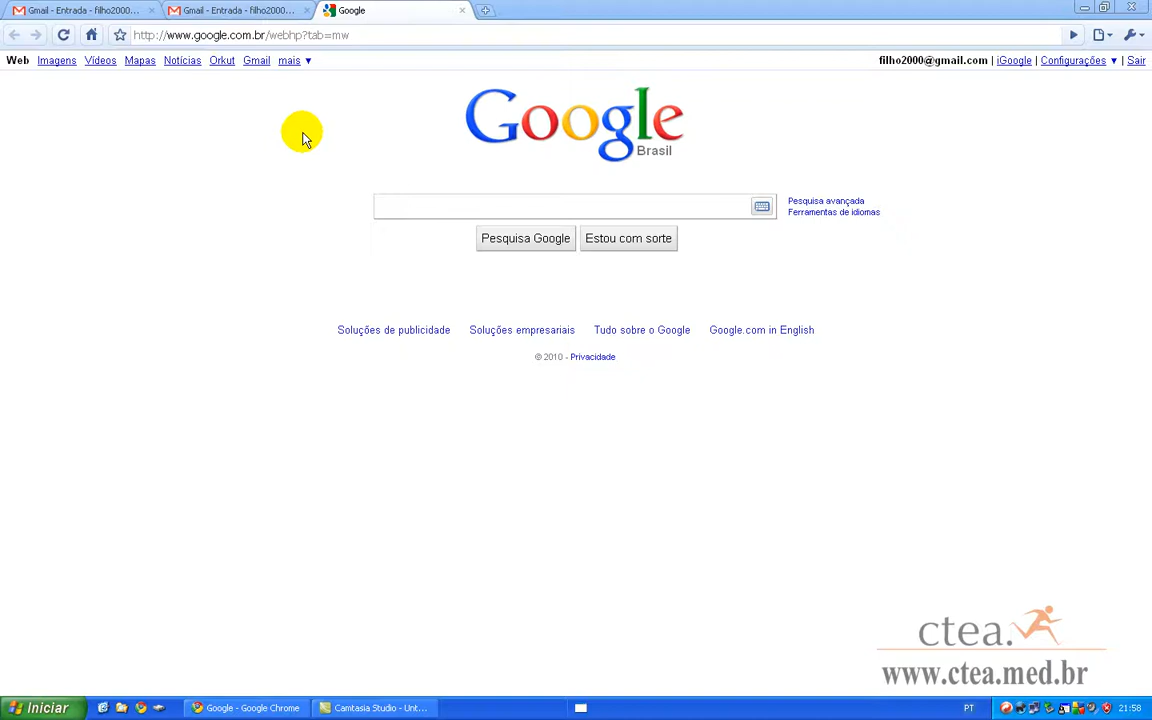 Gmail - Entrada - filho2000...
Gmail - Entrada - filho2000...
Google
http://www.google.com.br/webhp?tab=mw
Web Imagens Vídeos Mapas Notícias Orkut Gmail mais ▼
filho2000@gmail.com | iGoogle | Configurações ▼ | Sair
Google
Brasil
Pesquisa avançada
Ferramentas de idiomas
Pesquisa Google
Estou com sorte
Soluções de publicidade Soluções empresariais Tudo sobre o Google Google.com in English
© 2010 - Privacidade
ctea.
www.ctea.med.br
Iniciar
Google - Google Chrome
Camtasia Studio - Unt...
PT
21:58